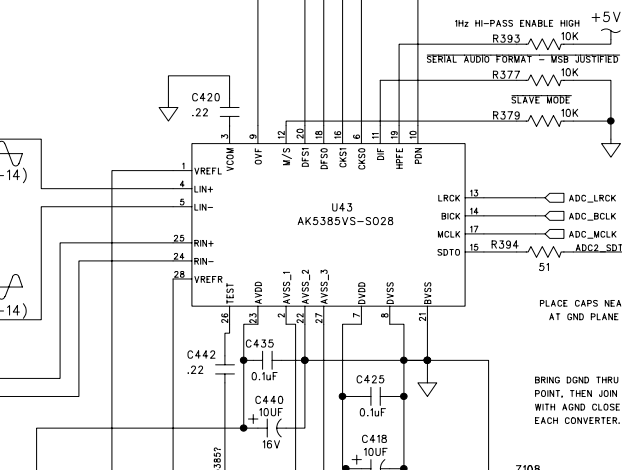 1Hz HI-PASS ENABLE HIGH +5V
R393 10K
SERIAL AUDIO FORMAT - MSB JUSTIFIED
R377 10K
SLAVE MODE
R379 10K
C420
.22
3 9 12 20 18 16 6 11 19 10
VCOM OVF M/S DFS1 DFS0 CKS1 CKS0 DIF HPFE PDN
-14)
1 VREFL
4 LIN+
5 LIN-
25 RIN+
24 RIN-
28 VREFR
U43
AK5385VS-S028
LRCK 13 ADC_LRCK
BICK 14 ADC_BCLK
MCLK 17 ADC_MCLK
SDTO 15 R394 ADC2_SDT
51
-14)
TEST AVDD AVSS_1 AVSS_2 AVSS_3 DVDD DVSS BVSS
26 23 2 22 27 7 8 21
PLACE CAPS NEA
AT GND PLANE
C442
.22
C435
0.1uF
C440
+ 10UF
16V
C425
0.1uF
C418
+ 10UF
BRING DGND THRU
POINT, THEN JOIN
WITH AGND CLOSE
EACH CONVERTER.
385?
7108